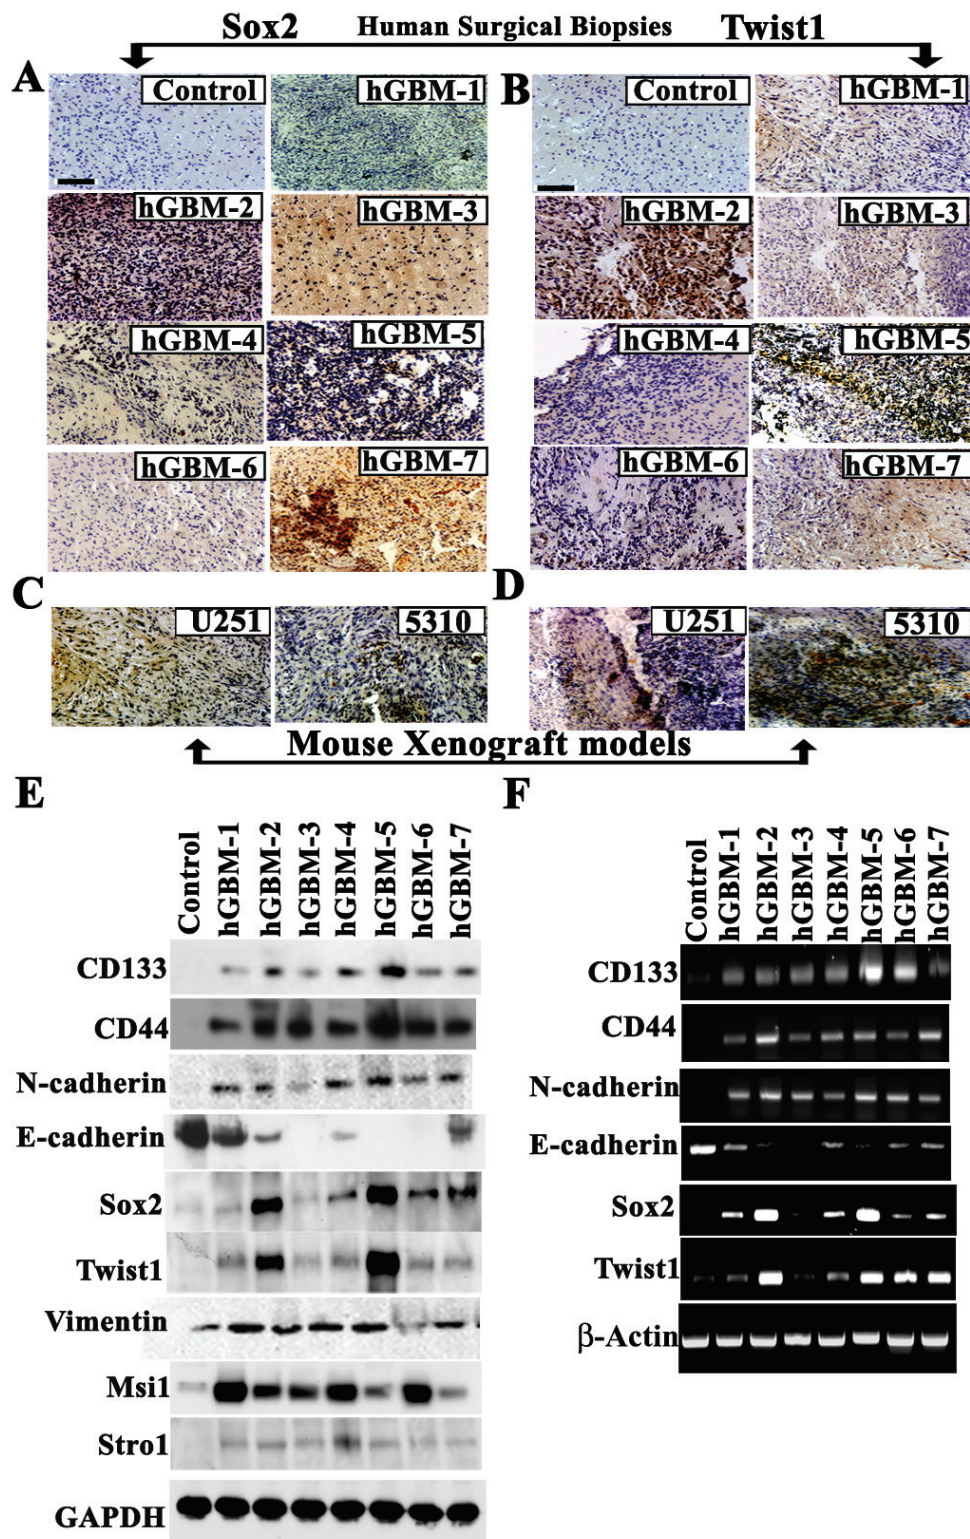 Sox2 Human Surgical Biopsies Twist1
A B
Control hGBM-1 Control hGBM-1
hGBM-2 hGBM-3 hGBM-2 hGBM-3
hGBM-4 hGBM-5 hGBM-4 hGBM-5
hGBM-6 hGBM-7 hGBM-6 hGBM-7
C D
U251 5310 U251 5310
Mouse Xenograft models
E
Control hGBM-1 hGBM-2 hGBM-3 hGBM-4 hGBM-5 hGBM-6 hGBM-7
CD133
CD44
N-cadherin
E-cadherin
Sox2
Twist1
Vimentin
Msi1
Stro1
GAPDH
F
Control hGBM-1 hGBM-2 hGBM-3 hGBM-4 hGBM-5 hGBM-6 hGBM-7
CD133
CD44
N-cadherin
E-cadherin
Sox2
Twist1
β-Actin